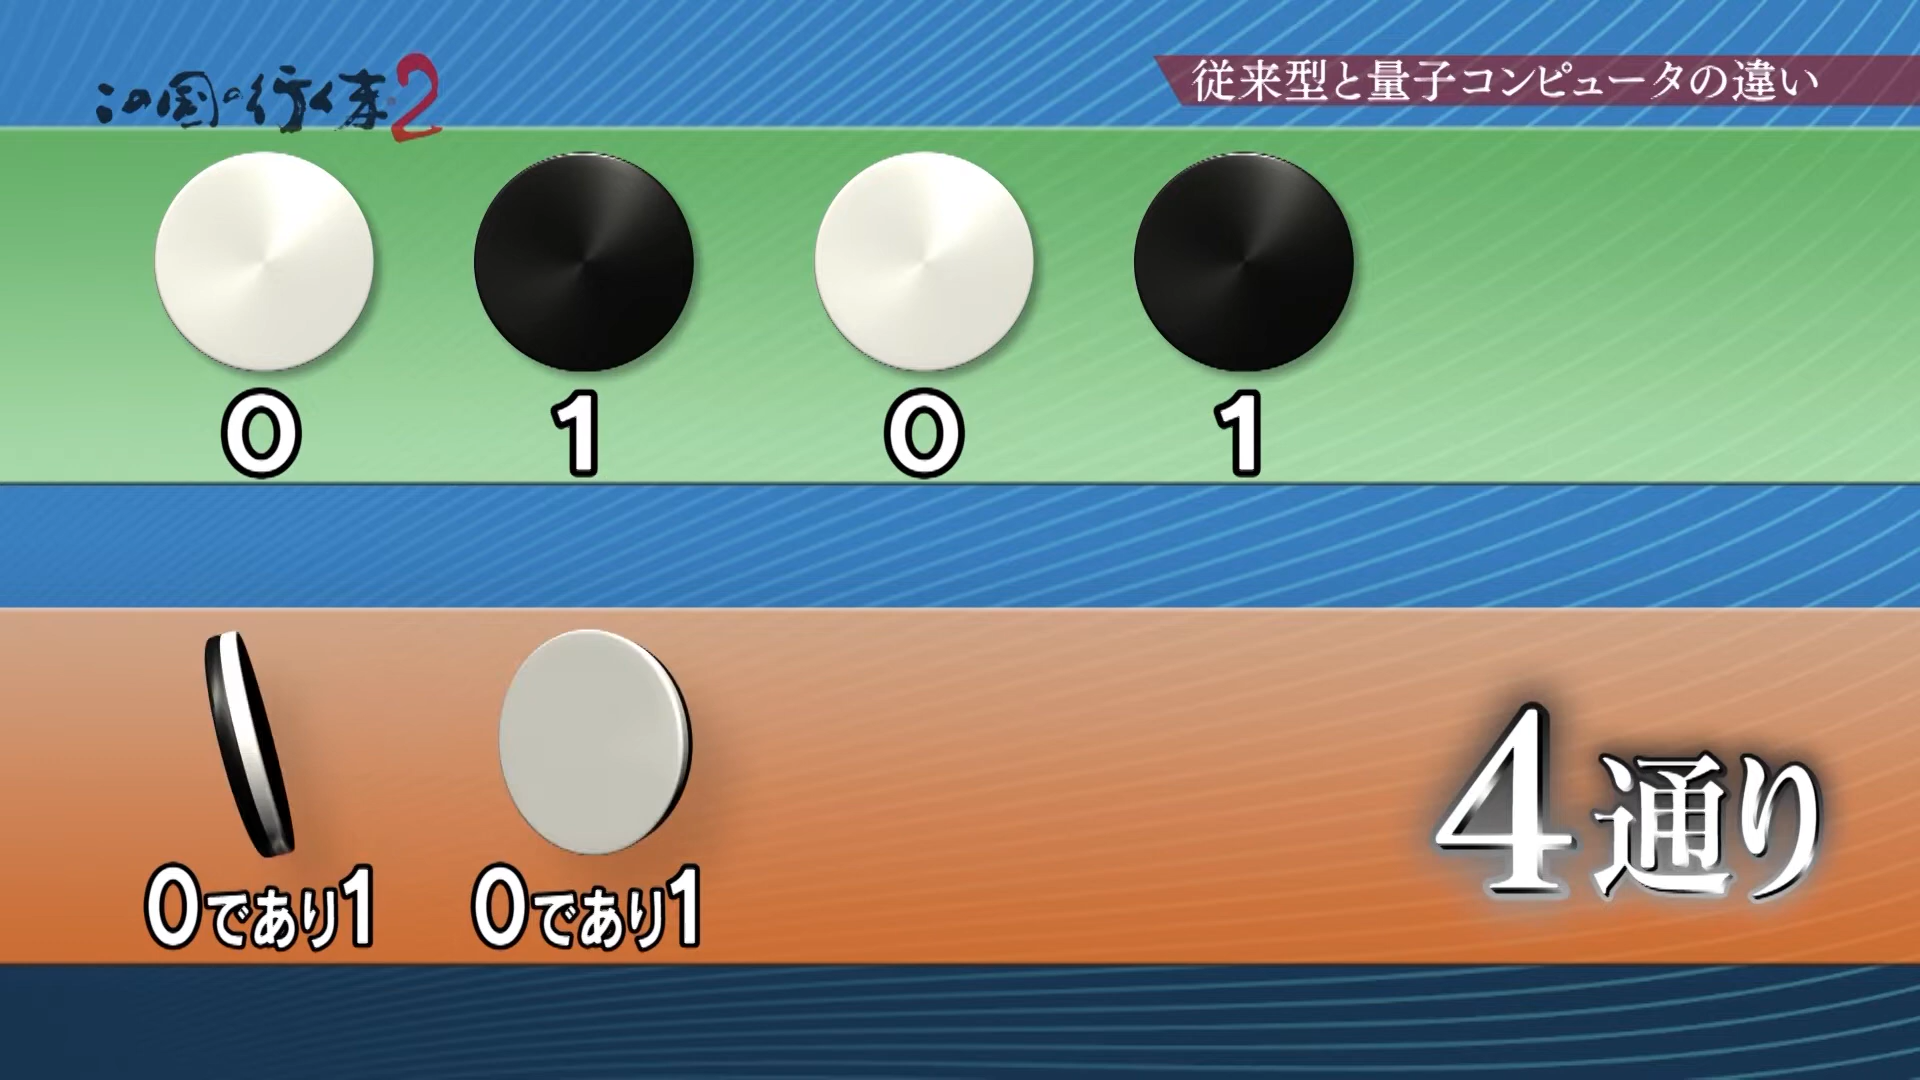 この国の行く末2
従来型と量子コンピュータの違い
0 1 0 1
0であり1 0であり1
4通り